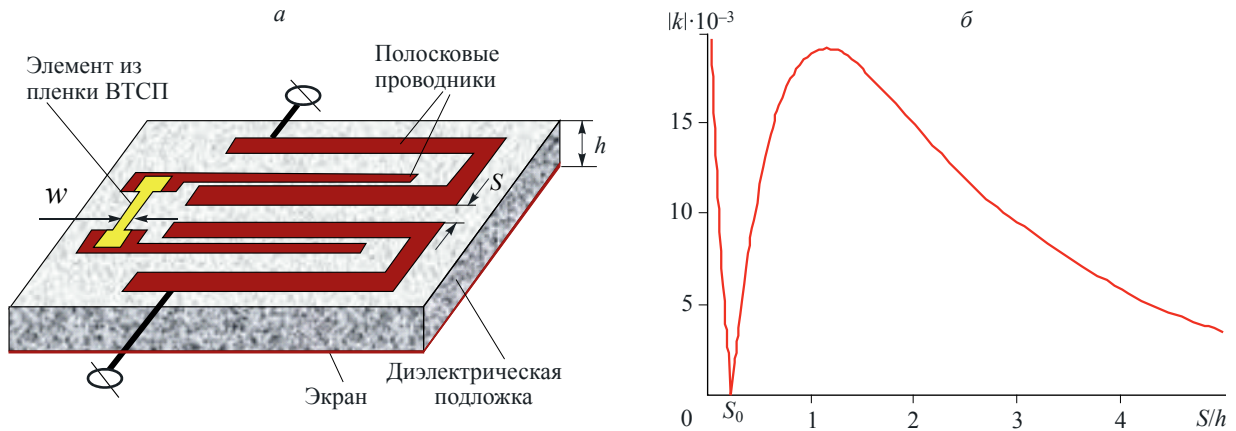 а
Элемент из
пленки ВТСП
Полосковые
проводники
h
S
w
Экран
Диэлектрическая
подложка
б
|k|·10⁻³
15
10
5
0
S₀
1
2
3
4
S/h